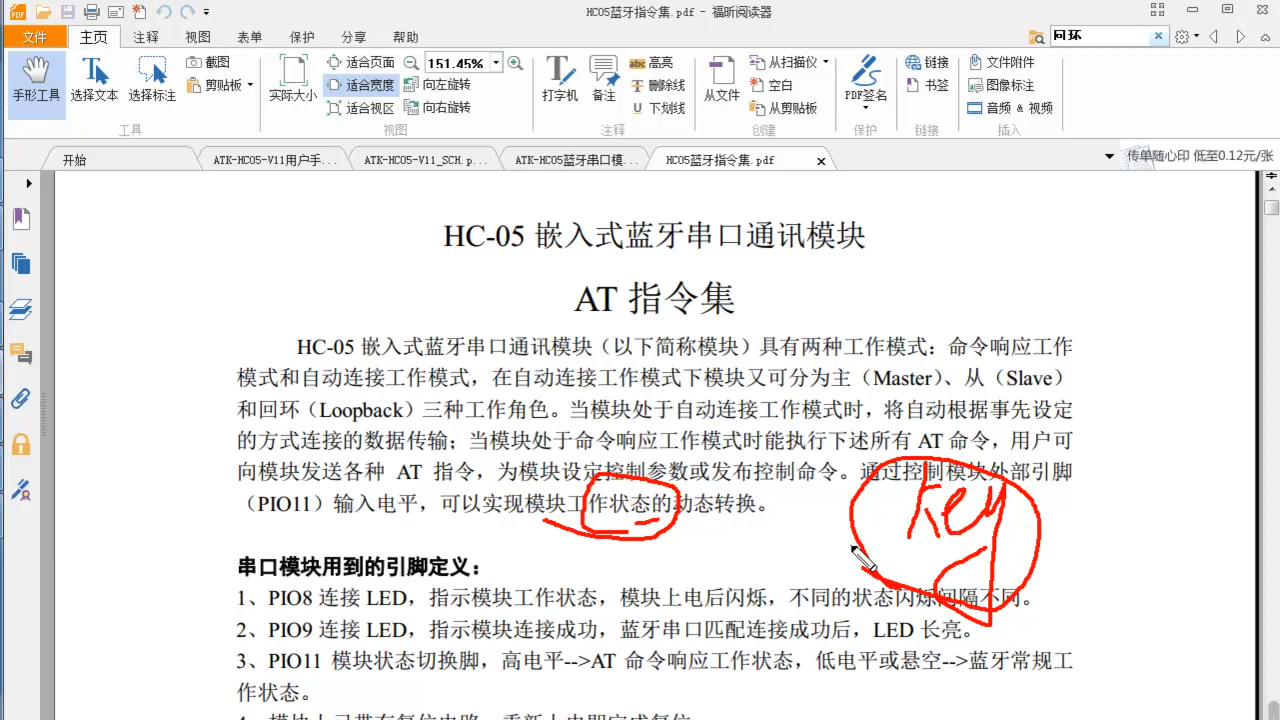 HC05蓝牙指令集.pdf - 福昕阅读器
文件 主页 注释 视图 表单 保护 分享 帮助 回环
手形工具 选择文本 选择标注 截图 剪贴板 实际大小 适合页面 适合宽度 适合视区 151.45% 向左旋转 向右旋转 打字机 备注 高亮 删除线 下划线 从文件 从扫描仪 空白 从剪贴板 PDF签名 链接 书签 文件附件 图像标注 音频 & 视频
工具 视图 注释 创建 保护 链接 插入
开始 ATK-HC05-V11用户手... ATK-HC05-V11_SCH.p... ATK-HC05蓝牙串口模... HC05蓝牙指令集.pdf 传单随心印 低至0.12元/张
HC-05 嵌入式蓝牙串口通讯模块
AT 指令集
HC-05 嵌入式蓝牙串口通讯模块（以下简称模块）具有两种工作模式：命令响应工作
模式和自动连接工作模式，在自动连接工作模式下模块又可分为主（Master）、从（Slave）
和回环（Loopback）三种工作角色。当模块处于自动连接工作模式时，将自动根据事先设定
的方式连接的数据传输；当模块处于命令响应工作模式时能执行下述所有 AT 命令，用户可
向模块发送各种 AT 指令，为模块设定控制参数或发布控制命令。通过控制模块外部引脚
（PIO11）输入电平，可以实现模块工作状态的动态转换。
key
串口模块用到的引脚定义：
1、PIO8 连接 LED，指示模块工作状态，模块上电后闪烁，不同的状态闪烁间隔不同。
2、PIO9 连接 LED，指示模块连接成功，蓝牙串口匹配连接成功后，LED 长亮。
3、PIO11 模块状态切换脚，高电平-->AT 命令响应工作状态，低电平或悬空-->蓝牙常规工
作状态。
4、模块上已带有复位电路，重新上电即完成复位。